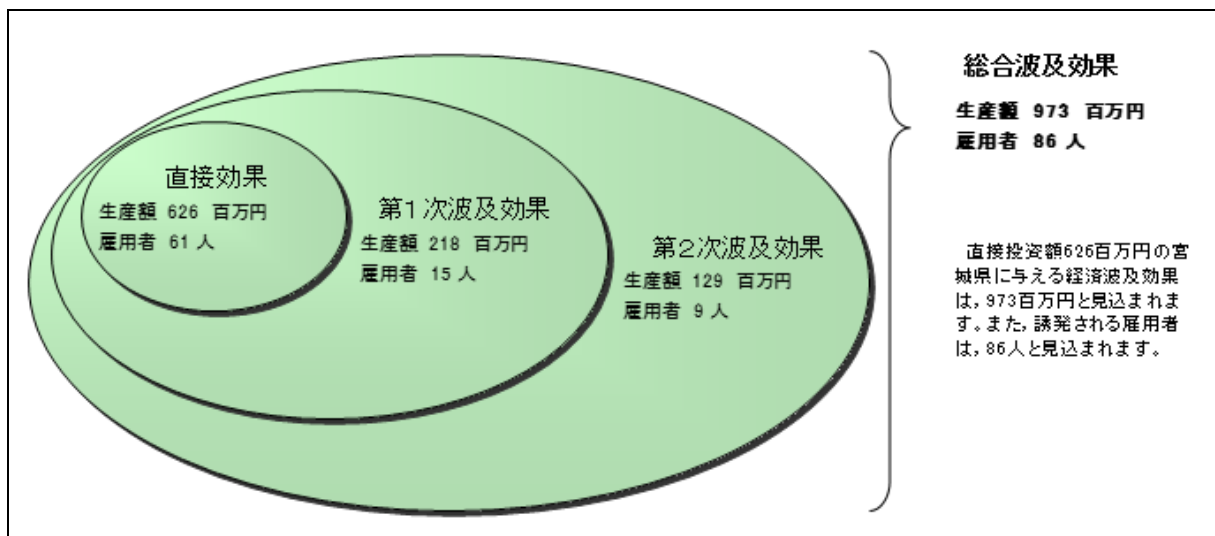 直接効果
生産額 626 百万円
雇用者 61 人
第1次波及効果
生産額 218 百万円
雇用者 15 人
第2次波及効果
生産額 129 百万円
雇用者 9 人
総合波及効果
生産額 973 百万円
雇用者 86 人
直接投資額626百万円の宮
城県に与える経済波及効果
は，973百万円と見込まれま
す。また，誘発される雇用者
は，86人と見込まれます。